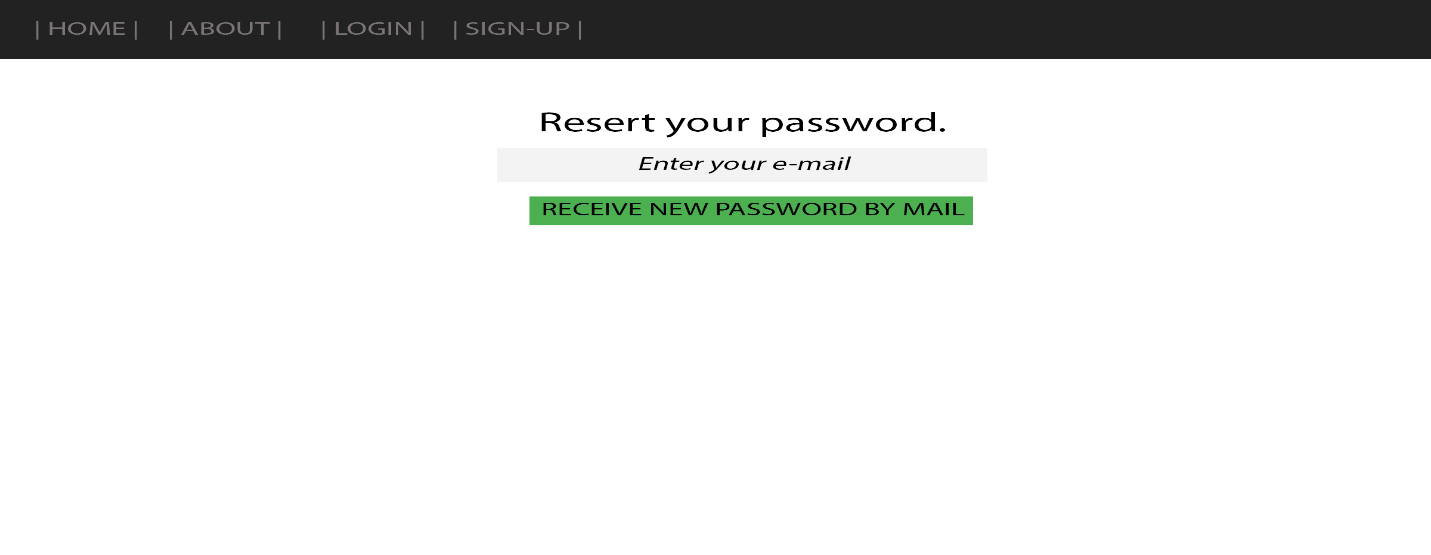 | HOME | | ABOUT | | LOGIN | | SIGN-UP |
Resert your password.
Enter your e-mail
RECEIVE NEW PASSWORD BY MAIL